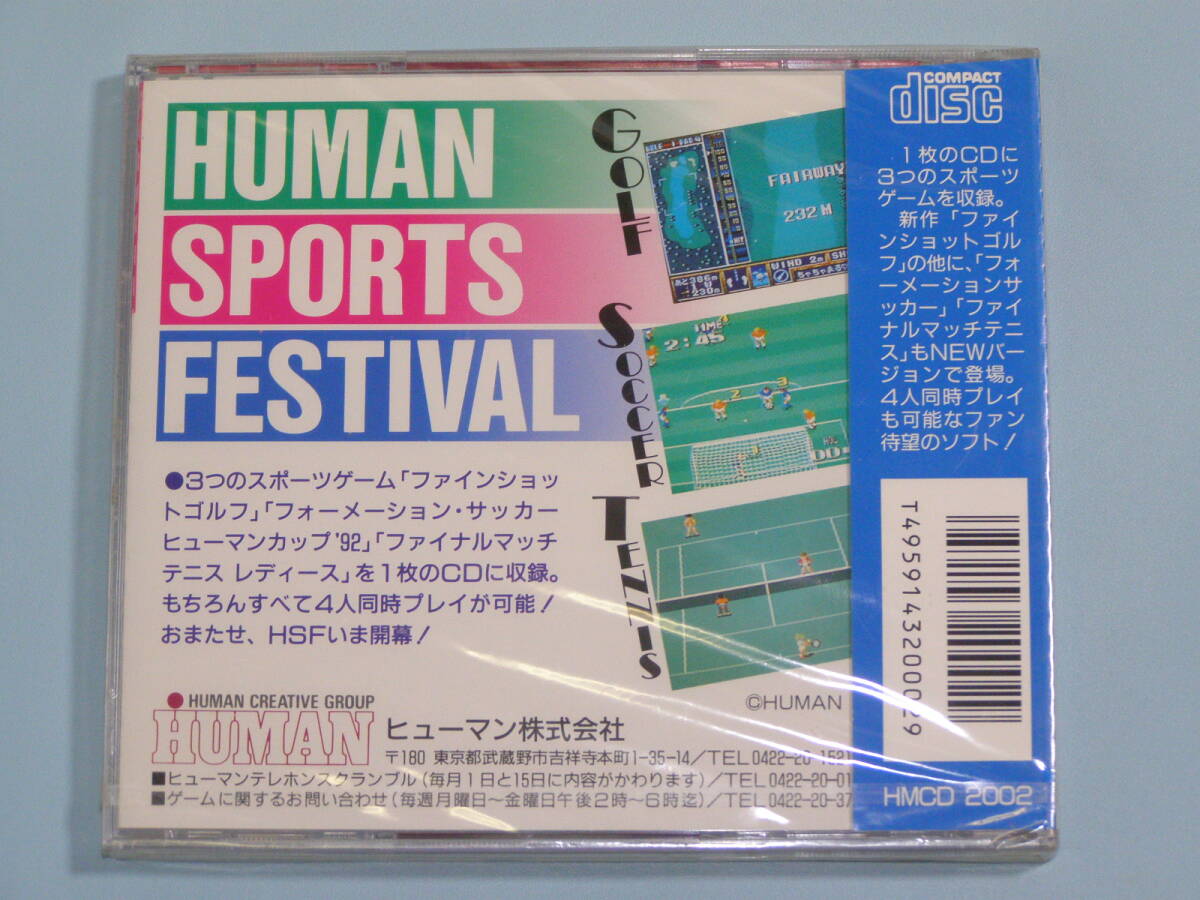 HUMAN
SPORTS
FESTIVAL
●3つのスポーツゲーム「ファインショッ
トゴルフ」「フォーメーション・サッカー
ヒューマンカップ'92」「ファイナルマッチ
テニス レディース」を1枚のCDに収録。
もちろんすべて4人同時プレイが可能!
おまたせ、HSFいま開幕!
GOLF
SOCCER
TENNIS
FAIRWAY
232 M
WIND 2m
あと386m
1W
230m
TIME
2:45
2
3
©HUMAN
●HUMAN CREATIVE GROUP
HUMAN
ヒューマン株式会社
〒180 東京都武蔵野市吉祥寺本町1-35-14/TEL 0422-20-1521
■ヒューマンテレホンスクランブル(毎月1日と15日に内容がかわります)/TEL 0422-20-01
■ゲームに関するお問い合わせ(毎週月曜日~金曜日午後2時~6時迄)/TEL 0422-20-37
COMPACT
disc
1枚のCDに
3つのスポーツ
ゲームを収録。
新作「ファイ
ンショットゴル
フ」の他に、「フォ
ーメーションサ
ッカー」「ファイ
ナルマッチテニ
ス」もNEWバー
ジョンで登場。
4人同時プレイ
も可能なファン
待望のソフト!
T4959143200029
HMCD 2002